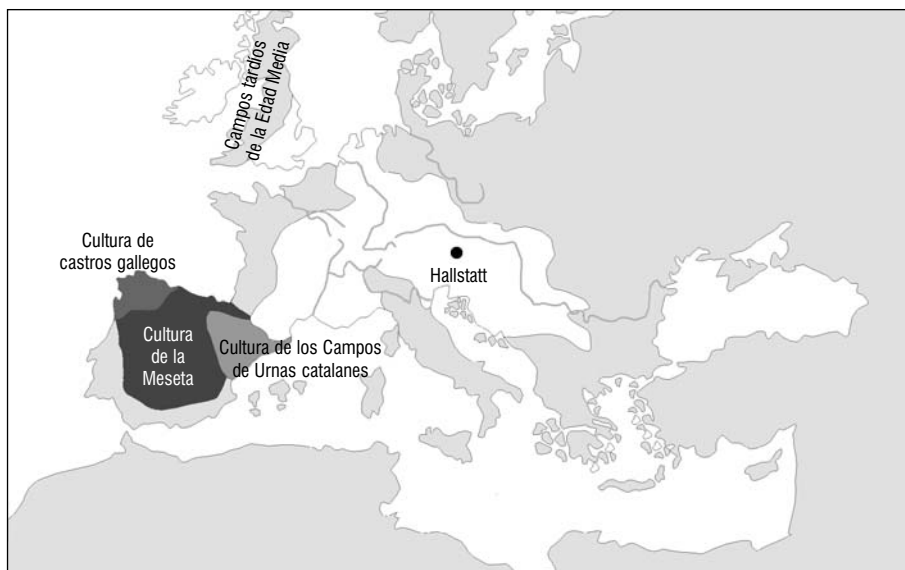 Campos tardíos
de la Edad Media
Cultura de
castros gallegos
Hallstatt
Cultura
de la
Meseta
Cultura de los Campos
de Urnas catalanes